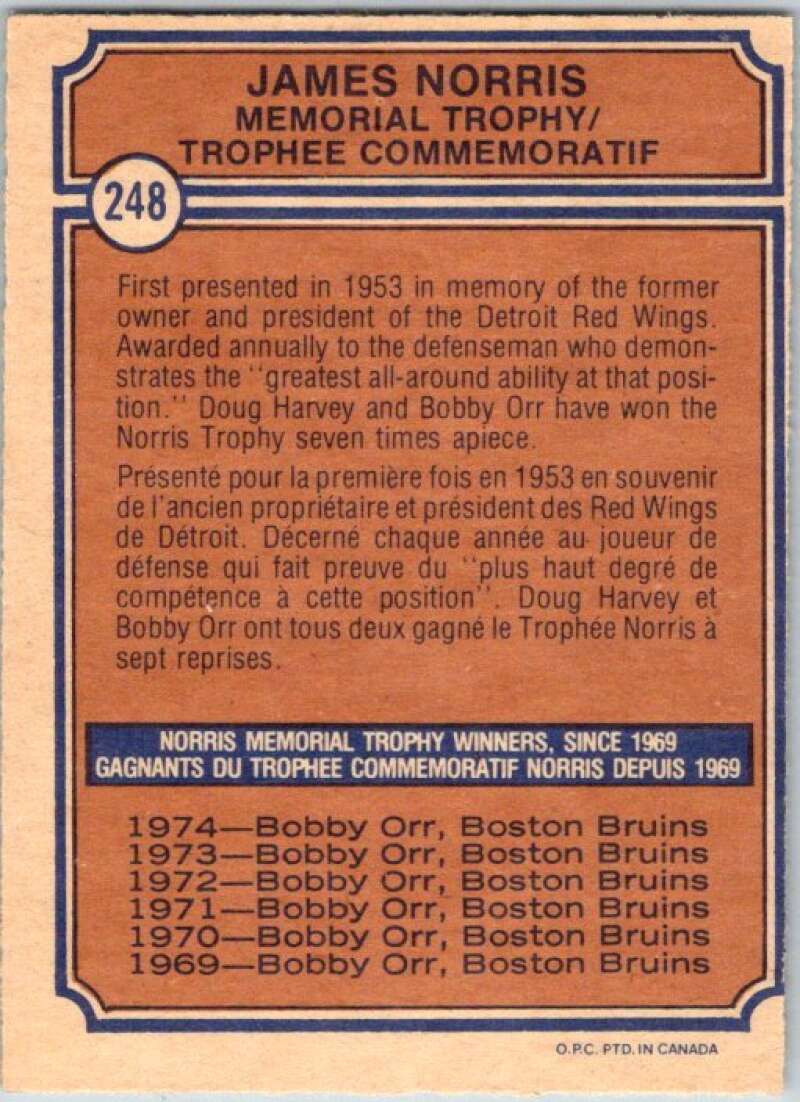 JAMES NORRIS
MEMORIAL TROPHY/
TROPHEE COMMEMORATIF
248
First presented in 1953 in memory of the former
owner and president of the Detroit Red Wings.
Awarded annually to the defenseman who demon-
strates the "greatest all-around ability at that posi-
tion." Doug Harvey and Bobby Orr have won the
Norris Trophy seven times apiece.
Présenté pour la première fois en 1953 en souvenir
de l'ancien propriétaire et président des Red Wings
de Détroit. Décerné chaque année au joueur de
défense qui fait preuve du "plus haut degré de
compétence à cette position". Doug Harvey et
Bobby Orr ont tous deux gagné le Trophée Norris à
sept reprises.
NORRIS MEMORIAL TROPHY WINNERS, SINCE 1969
GAGNANTS DU TROPHEE COMMEMORATIF NORRIS DEPUIS 1969
1974—Bobby Orr, Boston Bruins
1973—Bobby Orr, Boston Bruins
1972—Bobby Orr, Boston Bruins
1971—Bobby Orr, Boston Bruins
1970—Bobby Orr, Boston Bruins
1969—Bobby Orr, Boston Bruins
O.P.C. PTD. IN CANADA